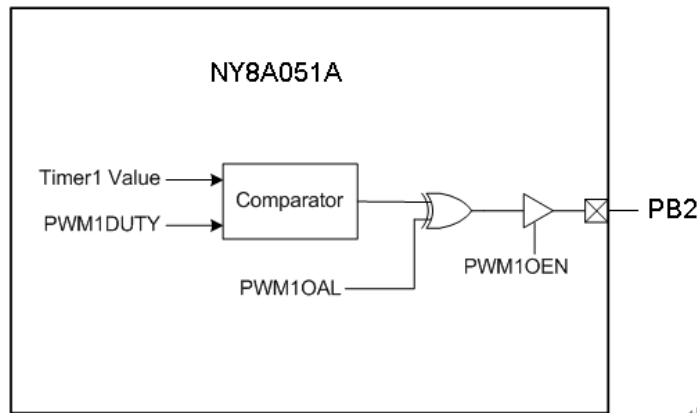 NY8A051A
Timer1 Value
Comparator
PWM1DUTY
PB2
PWM1OEN
PWM1OAL